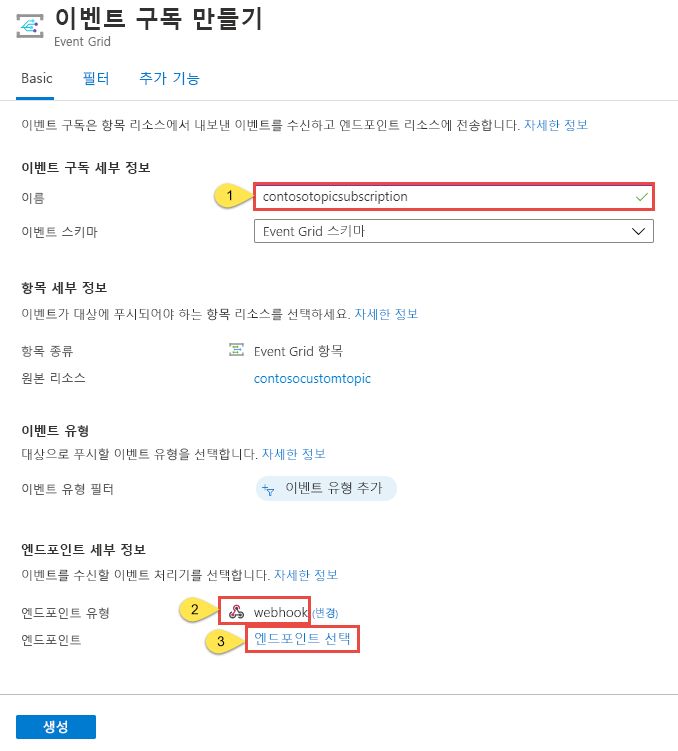 이벤트 구독 만들기
Event Grid
Basic 필터 추가 기능
이벤트 구독은 항목 리소스에서 내보낸 이벤트를 수신하고 엔드포인트 리소스에 전송합니다. 자세한 정보
이벤트 구독 세부 정보
이름 1 contosotopicsubscription
이벤트 스키마 Event Grid 스키마
항목 세부 정보
이벤트가 대상에 푸시되어야 하는 항목 리소스를 선택하세요. 자세한 정보
항목 종류 Event Grid 항목
원본 리소스 contosocustomtopic
이벤트 유형
대상으로 푸시할 이벤트 유형을 선택합니다. 자세한 정보
이벤트 유형 필터 이벤트 유형 추가
엔드포인트 세부 정보
이벤트를 수신할 이벤트 처리기를 선택합니다. 자세한 정보
엔드포인트 유형 2 webhook (변경)
엔드포인트 3 엔드포인트 선택
생성